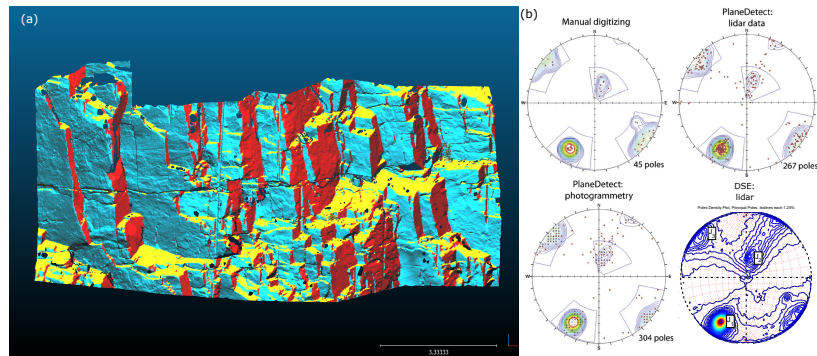 (a)
3.33333
(b)
Manual digitizing
N
W
E
S
45 poles
PlaneDetect:
lidar data
N
W
E
S
267 poles
PlaneDetect:
photogrammetry
N
W
E
S
304 poles
DSE:
lidar
Poles Density Plot, Principal Poles. Isolines each 1.25%